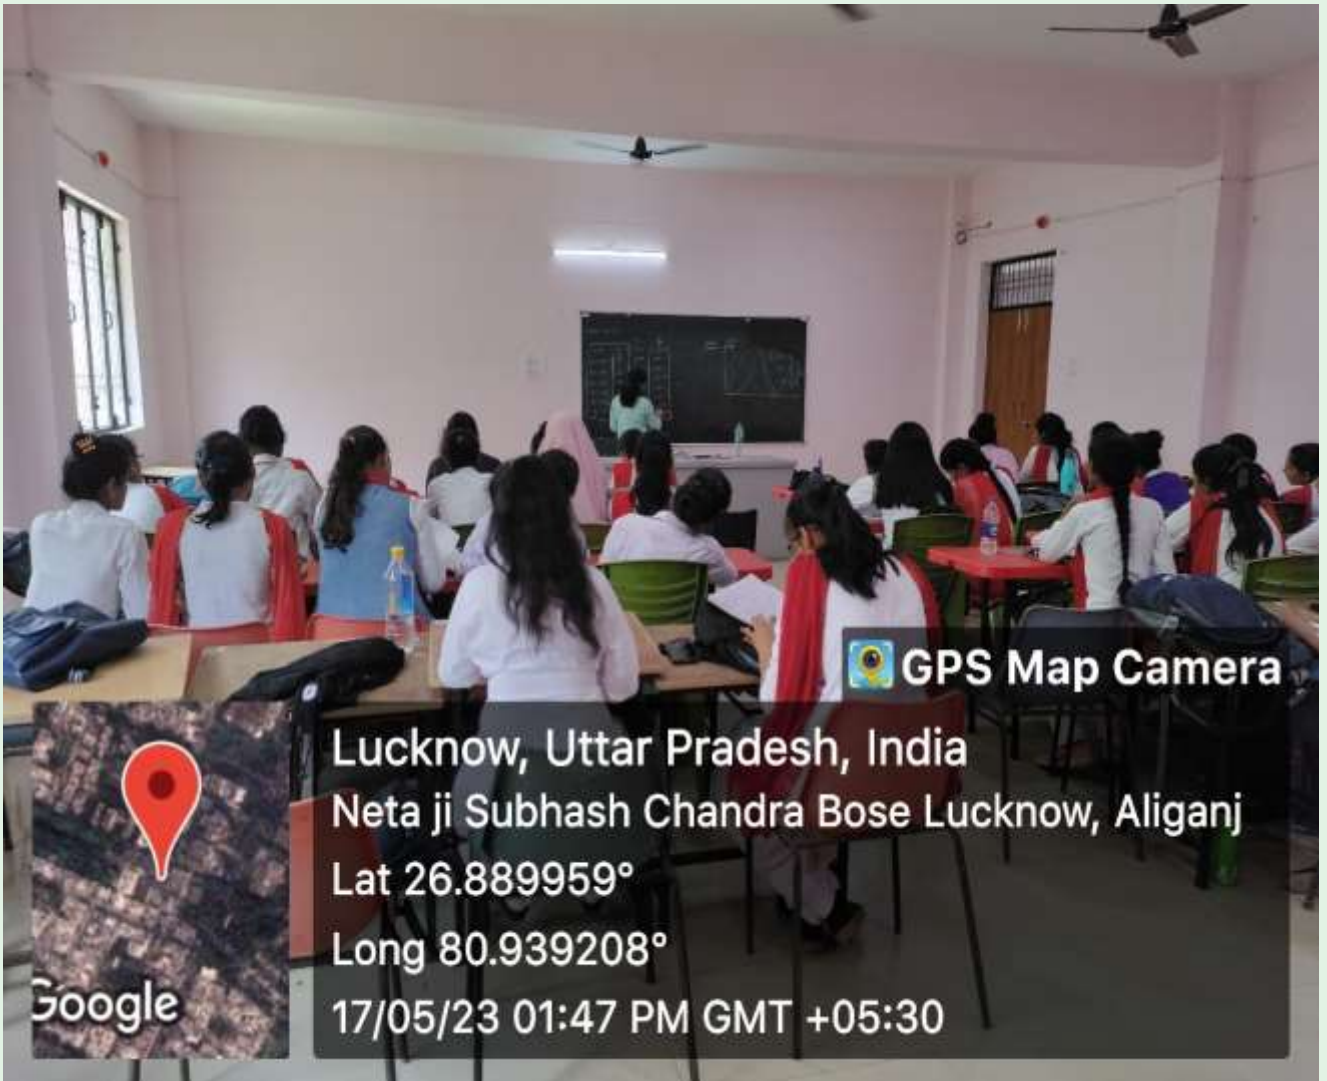 GPS Map Camera
Lucknow, Uttar Pradesh, India
Neta ji Subhash Chandra Bose Lucknow, Aliganj
Lat 26.889959°
Long 80.939208°
17/05/23 01:47 PM GMT +05:30
Google